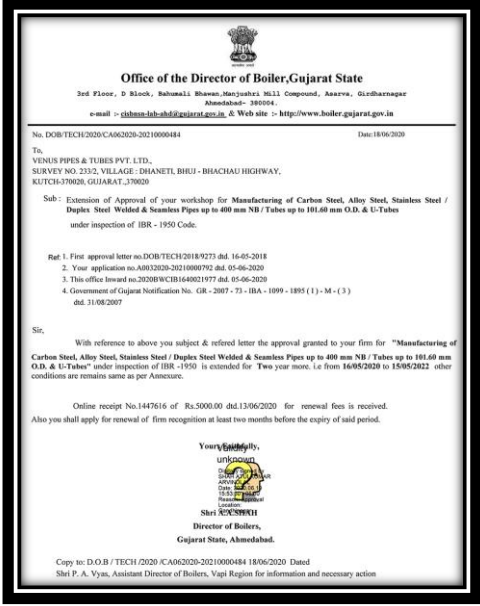 Office of the Director of Boiler,Gujarat State
3rd Floor, D Block, Bahumali Bhawan,Manjushri Mill Compound, Asarva, Girdharnagar
Ahmedabad- 380004.
e-mail :- cisbnsn-lab-ahd@gujarat.gov.in & Web site :- http://www.boiler.gujarat.gov.in
No. DOB/TECH/2020/CA062020-20210000484 Date:18/06/2020
To,
VENUS PIPES & TUBES PVT. LTD.,
SURVEY NO. 233/2, VILLAGE : DHANETI, BHUJ - BHACHAU HIGHWAY,
KUTCH-370020, GUJARAT.,370020
Sub : Extension of Approval of your workshop for Manufacturing of Carbon Steel, Alloy Steel, Stainless Steel /
Duplex Steel Welded & Seamless Pipes up to 400 mm NB / Tubes up to 101.60 mm O.D. & U-Tubes
under inspection of IBR - 1950 Code.
Ref: 1. First approval letter no.DOB/TECH/2018/9273 dtd. 16-05-2018
2. Your application no.A0032020-20210000792 dtd. 05-06-2020
3. This office Inward no.2020BWCIB1640021977 dtd. 05-06-2020
4. Government of Gujarat Notification No. GR - 2007 - 73 - IBA - 1099 - 1895 ( 1 ) - M - ( 3 )
dtd. 31/08/2007
Sir,
With reference to above you subject & refered letter the approval granted to your firm for "Manufacturing of
Carbon Steel, Alloy Steel, Stainless Steel / Duplex Steel Welded & Seamless Pipes up to 400 mm NB / Tubes up to 101.60 mm
O.D. & U-Tubes" under inspection of IBR -1950 is extended for Two year more. i.e from 16/05/2020 to 15/05/2022 other
conditions are remains same as per Annexure.
Online receipt No.1447616 of Rs.5000.00 dtd.13/06/2020 for renewal fees is received.
Also you shall apply for renewal of firm recognition at least two months before the expiry of said period.
Yours Faithfully,
Validity
unknown
Reason: Approval
Location:
Shri A.A.SHAH
Director of Boilers,
Gujarat State, Ahmedabad.
Copy to: D.O.B / TECH /2020 /CA062020-20210000484 18/06/2020 Dated
Shri P. A. Vyas, Assistant Director of Boilers, Vapi Region for information and necessary action